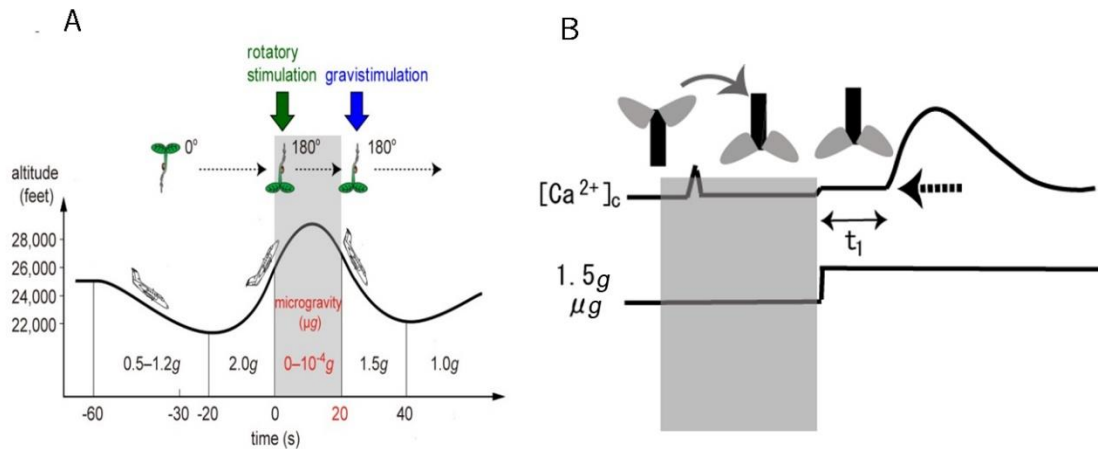 A
rotatory
stimulation
gravistimulation
0°
180°
180°
altitude
(feet)
28,000
26,000
24,000
22,000
microgravity
(µg)
0.5–1.2g
2.0g
0–10⁻⁴g
1.5g
1.0g
-60
-30
-20
0
20
40
time (s)
B
[Ca²⁺]c
t₁
1.5g
µg